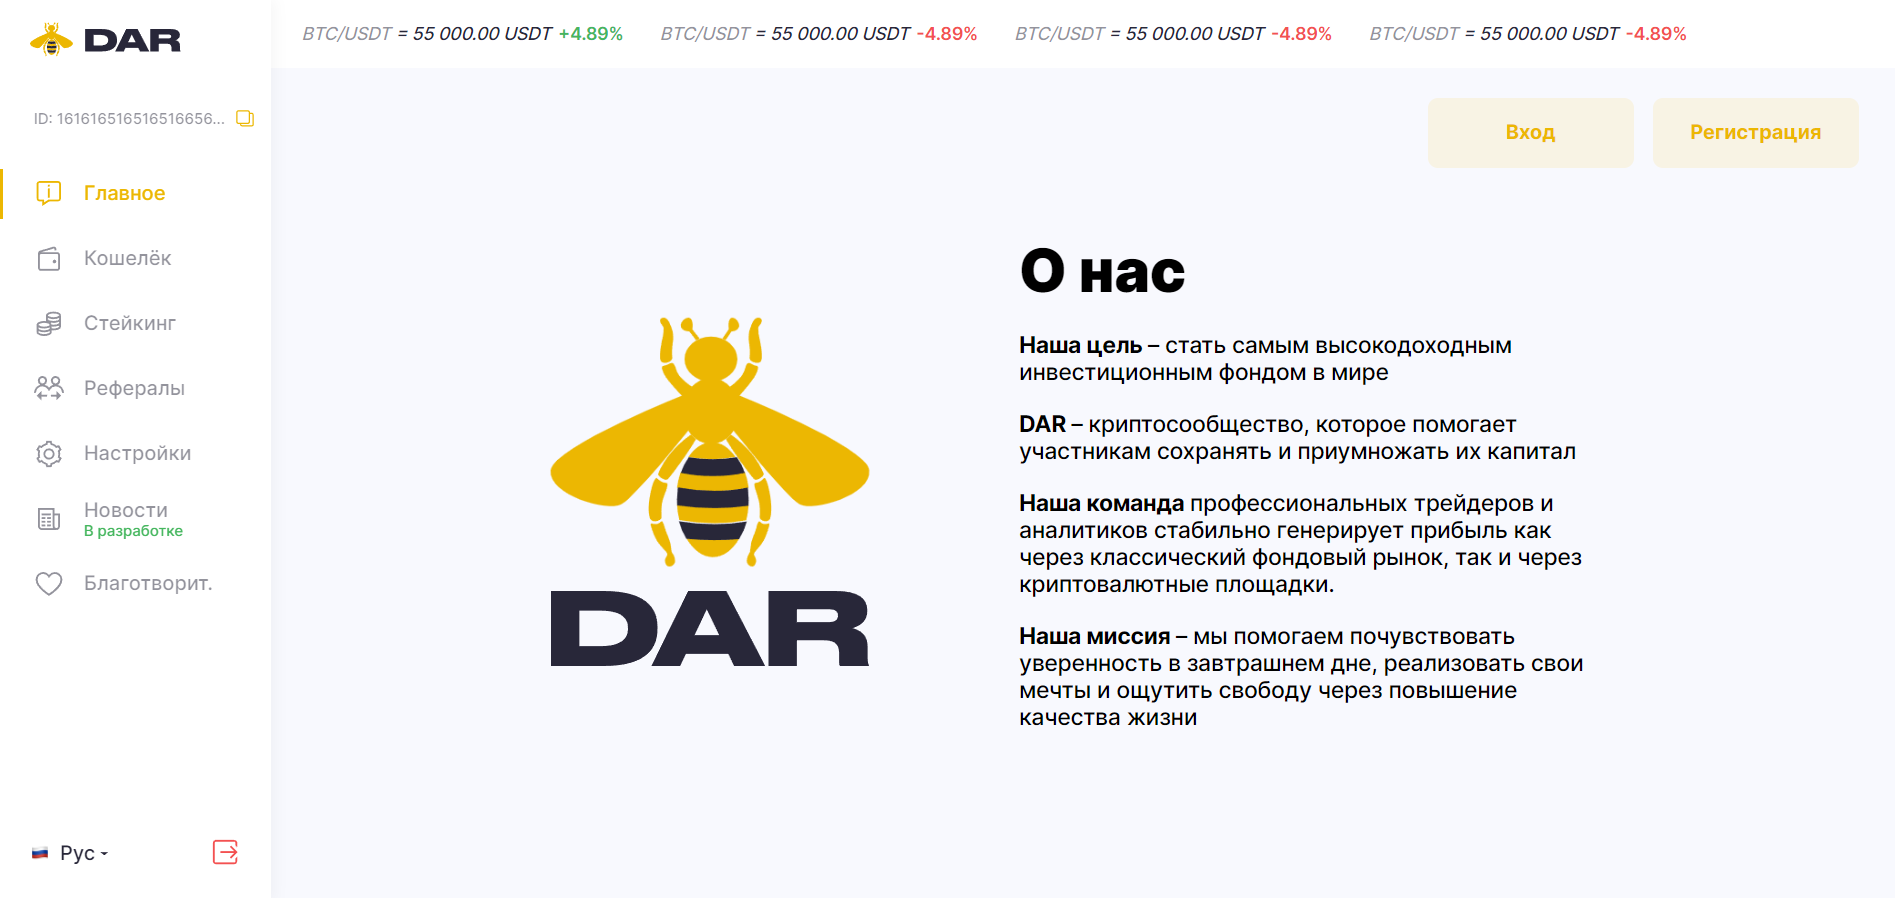 DAR
BTC/USDT = 55 000.00 USDT +4.89%
BTC/USDT = 55 000.00 USDT -4.89%
BTC/USDT = 55 000.00 USDT -4.89%
BTC/USDT = 55 000.00 USDT -4.89%
ID: 161616516516516656...
Вход
Регистрация
Главное
Кошелёк
Стейкинг
Рефералы
Настройки
Новости
В разработке
Благотворит.
Рус
DAR
О нас
Наша цель – стать самым высокодоходным
инвестиционным фондом в мире
DAR – криптосообщество, которое помогает
участникам сохранять и приумножать их капитал
Наша команда профессиональных трейдеров и
аналитиков стабильно генерирует прибыль как
через классический фондовый рынок, так и через
криптовалютные площадки.
Наша миссия – мы помогаем почувствовать
уверенность в завтрашнем дне, реализовать свои
мечты и ощутить свободу через повышение
качества жизни